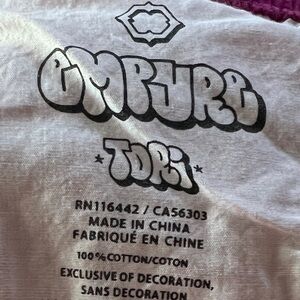 EMPYRE
TORI
RN116442 / CA56303
MADE IN CHINA
FABRIQUÉ EN CHINE
100% COTTON/COTON
EXCLUSIVE OF DECORATION,
SANS DECORATION